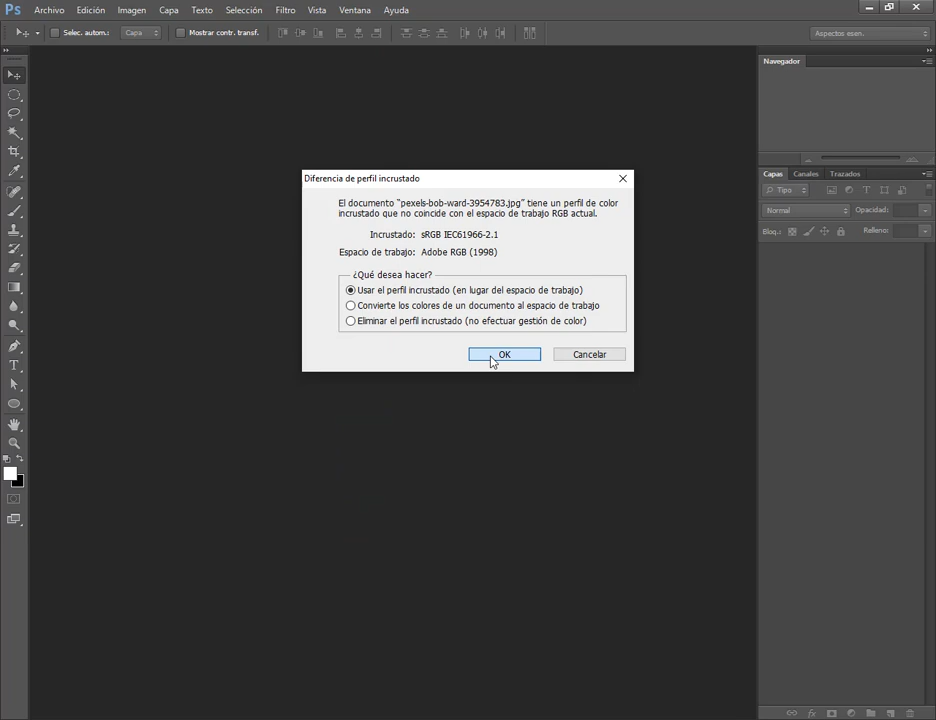 Ps Archivo Edición Imagen Capa Texto Selección Filtro Vista Ventana Ayuda
Selec. autom.: Capa Mostrar contr. transf. Aspectos esen.
Navegador
Diferencia de perfil incrustado
El documento "pexels-bob-ward-3954783.jpg" tiene un perfil de color
incrustado que no coincide con el espacio de trabajo RGB actual.
Incrustado: sRGB IEC61966-2.1
Espacio de trabajo: Adobe RGB (1998)
¿Qué desea hacer?
Usar el perfil incrustado (en lugar del espacio de trabajo)
Convierte los colores de un documento al espacio de trabajo
Eliminar el perfil incrustado (no efectuar gestión de color)
OK Cancelar
Capas Canales Trazados
Tipo
Normal Opacidad:
Bloq.: Relleno: